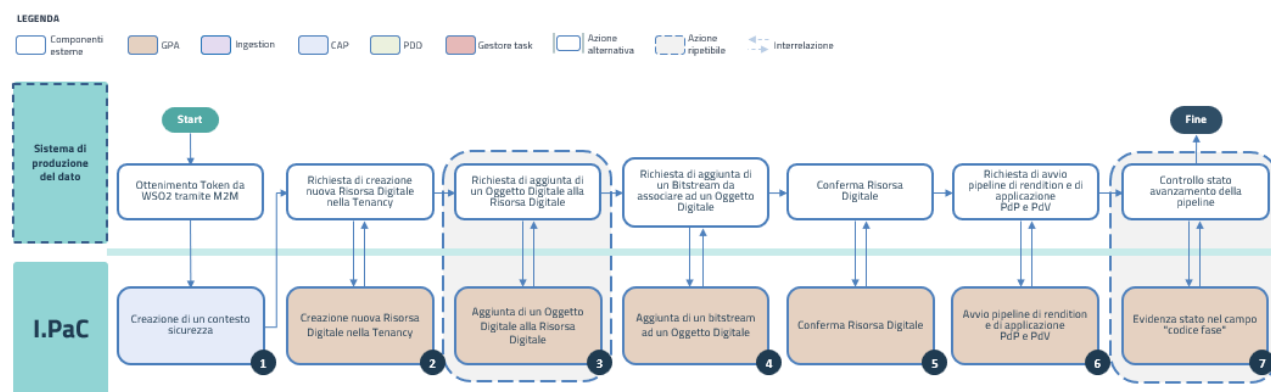 LEGENDA
Componenti
esterne
GPA
Ingestion
CAP
PDD
Gestore task
Azione
alternativa
Azione
ripetibile
Interrelazione
Sistema di
produzione
del dato
Start
Fine
Ottenimento Token da
WSO2 tramite M2M
Richiesta di creazione
nuova Risorsa Digitale
nella Tenancy
Richiesta di aggiunta di
un Oggetto Digitale alla
Risorsa Digitale
Richiesta di aggiunta di
un Bitstream da
associare ad un Oggetto
Digitale
Conferma Risorsa
Digitale
Richiesta di avvio
pipeline di rendition e di
applicazione
PdP e PdV
Controllo stato
avanzamento della
pipeline
I.PaC
Creazione di un contesto
sicurezza
1
Creazione nuova Risorsa
Digitale nella Tenancy
2
Aggiunta di un Oggetto
Digitale alla Risorsa
Digitale
3
Aggiunta di un bitstream
ad un Oggetto Digitale
4
Conferma Risorsa Digitale
5
Avvio pipeline di rendition
e di applicazione
PdP e PdV
6
Evidenza stato nel campo
"codice fase"
7